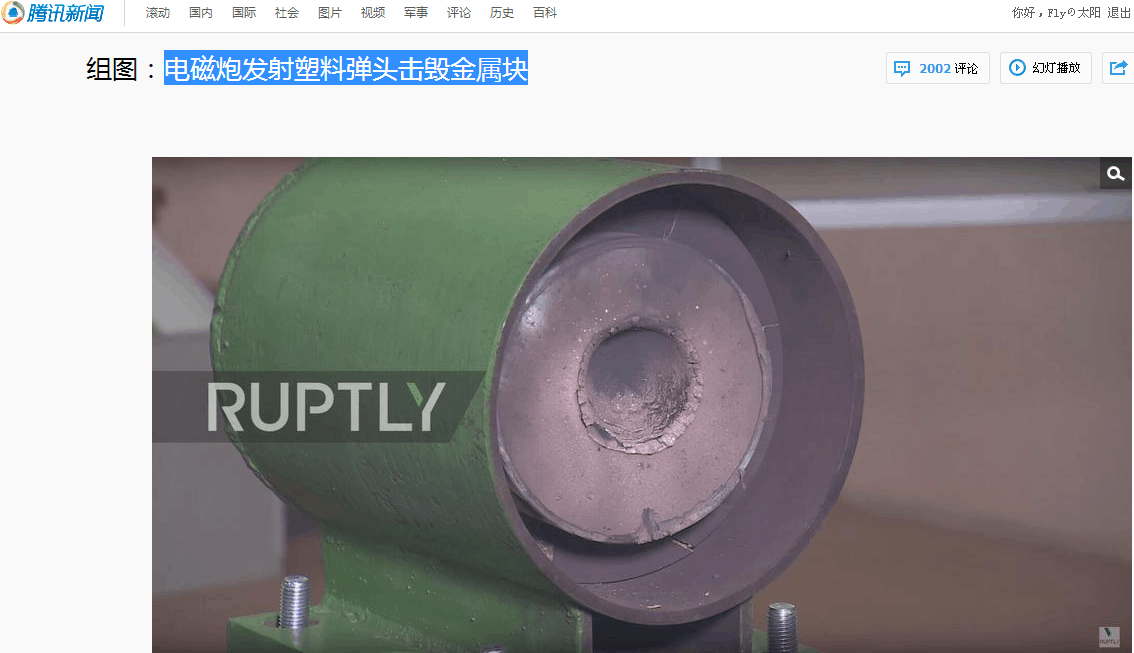 腾讯新闻 滚动 国内 国际 社会 图片 视频 军事 评论 历史 百科 你好，Flyの太阳 退出
组图：电磁炮发射塑料弹头击毁金属块 2002 评论 幻灯播放
RUPTLY
RUPTLY